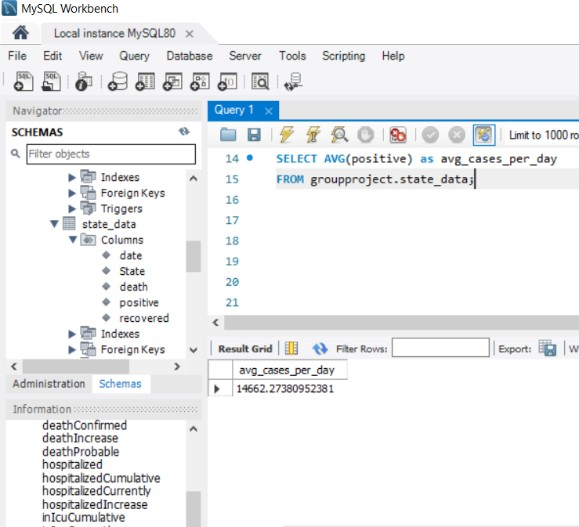 MySQL Workbench
Local instance MySQL80
File Edit View Query Database Server Tools Scripting Help
Navigator
SCHEMAS
Filter objects
Indexes
Foreign Keys
Triggers
state_data
Columns
date
State
death
positive
recovered
Indexes
Foreign Keys
Administration Schemas
Information
deathConfirmed
deathIncrease
deathProbable
hospitalized
hospitalizedCumulative
hospitalizedCurrently
hospitalizedIncrease
inIcuCumulative
Query 1
Limit to 1000 ro
14 SELECT AVG(positive) as avg_cases_per_day
15 FROM groupproject.state_data;
16
17
18
19
20
21
Result Grid Filter Rows: Export: W
avg_cases_per_day
14662.27380952381